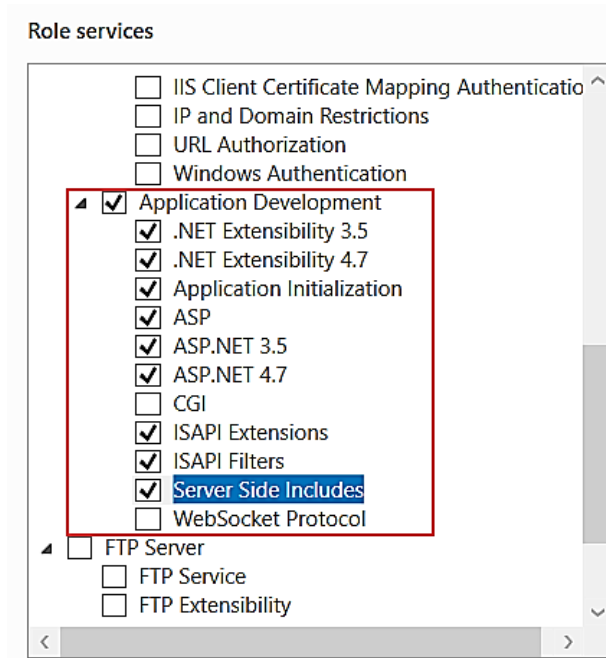 Role services
IIS Client Certificate Mapping Authenticatio
IP and Domain Restrictions
URL Authorization
Windows Authentication
Application Development
.NET Extensibility 3.5
.NET Extensibility 4.7
Application Initialization
ASP
ASP.NET 3.5
ASP.NET 4.7
CGI
ISAPI Extensions
ISAPI Filters
Server Side Includes
WebSocket Protocol
FTP Server
FTP Service
FTP Extensibility